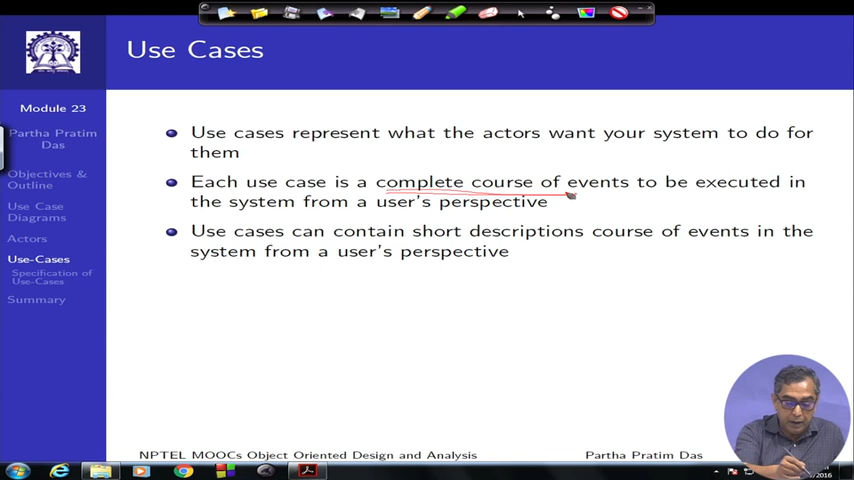 Use Cases
Module 23
Partha Pratim
Das
Objectives &
Outline
Use Case
Diagrams
Actors
Use-Cases
Specification of
Use-Cases
Summary
Use cases represent what the actors want your system to do for
them
Each use case is a complete course of events to be executed in
the system from a user's perspective
Use cases can contain short descriptions course of events in the
system from a user's perspective
NPTEL MOOCs Object Oriented Design and Analysis
Partha Pratim Das